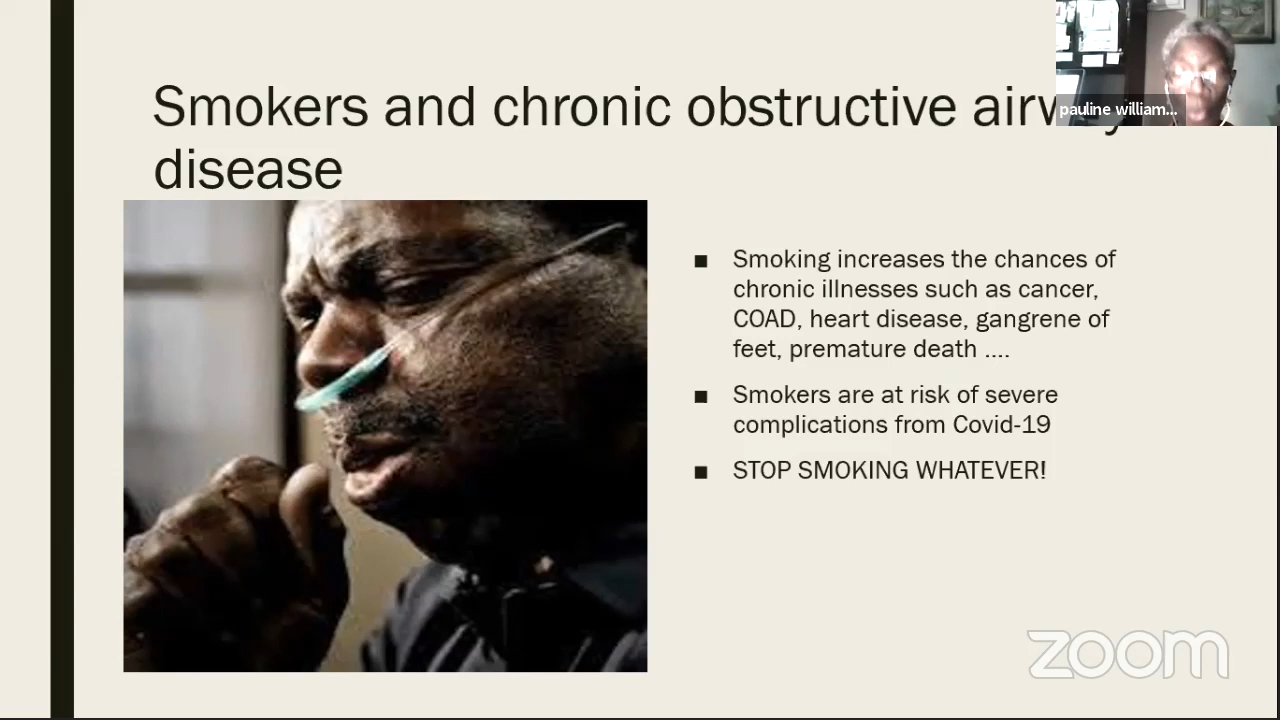 Smokers and chronic obstructive
disease
pauline william...
■ Smoking increases the chances of
chronic illnesses such as cancer,
COAD, heart disease, gangrene of
feet, premature death ....
■ Smokers are at risk of severe
complications from Covid-19
■ STOP SMOKING WHATEVER!
zoom